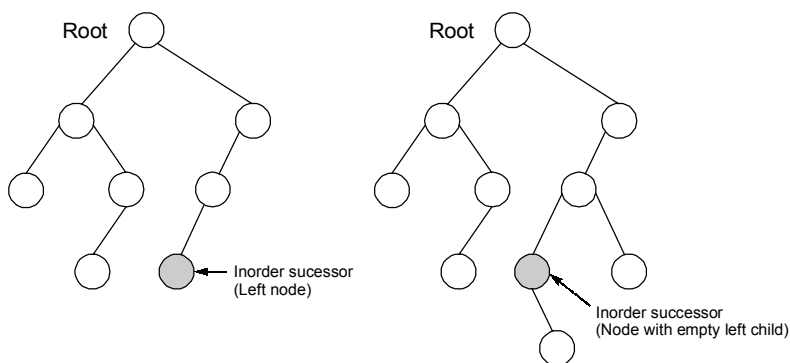 Root
Inorder sucessor
(Left node)
Root
Inorder successor
(Node with empty left child)